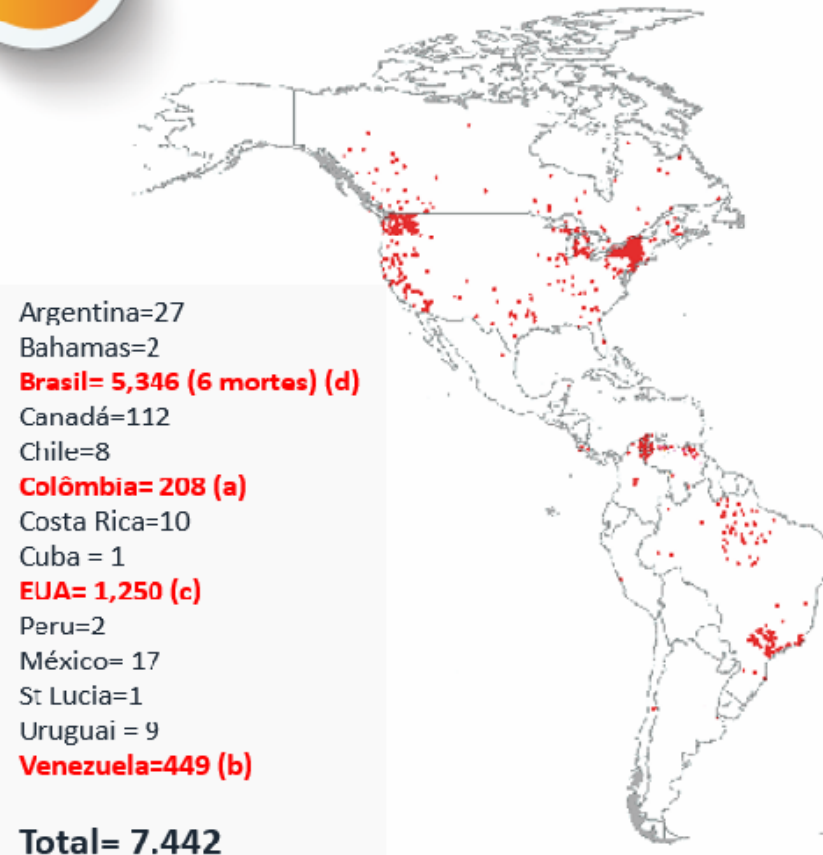 Argentina=27
Bahamas=2
Brasil= 5,346 (6 mortes) (d)
Canadá=112
Chile=8
Colômbia= 208 (a)
Costa Rica=10
Cuba = 1
EUA= 1,250 (c)
Peru=2
México= 17
St Lucia=1
Uruguai = 9
Venezuela=449 (b)
Total= 7.442